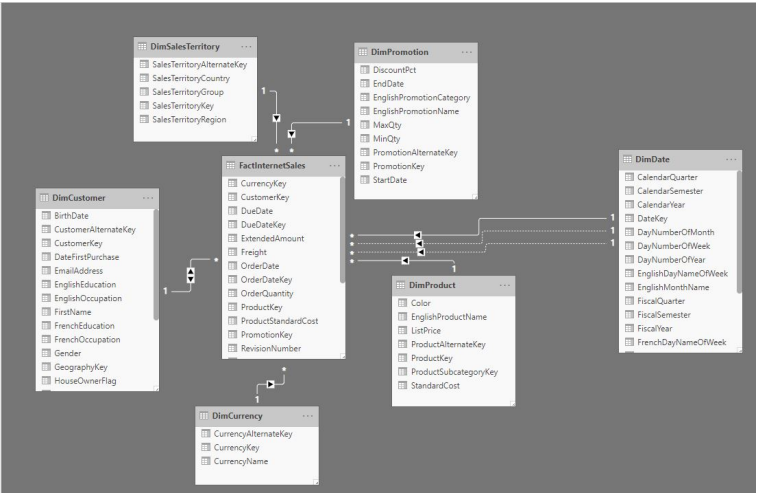 DimSalesTerritory ...
SalesTerritoryAlternateKey
SalesTerritoryCountry
SalesTerritoryGroup
SalesTerritoryKey
SalesTerritoryRegion
1
DimPromotion ...
DiscountPct
EndDate
EnglishPromotionCategory
EnglishPromotionName
MaxQty
MinQty
PromotionAlternateKey
PromotionKey
StartDate
1
*
*
FactInternetSales ...
CurrencyKey
CustomerKey
DueDate
DueDateKey
ExtendedAmount
Freight
OrderDate
OrderDateKey
OrderQuantity
ProductKey
ProductStandardCost
PromotionKey
RevisionNumber
*
*
*
*
*
*
DimCustomer ...
BirthDate
CustomerAlternateKey
CustomerKey
DateFirstPurchase
EmailAddress
EnglishEducation
EnglishOccupation
FirstName
FrenchEducation
FrenchOccupation
Gender
GeographyKey
HouseOwnerFlag
1
DimDate ...
CalendarQuarter
CalendarSemester
CalendarYear
DateKey
DayNumberOfMonth
DayNumberOfWeek
DayNumberOfYear
EnglishDayNameOfWeek
EnglishMonthName
FiscalQuarter
FiscalSemester
FiscalYear
FrenchDayNameOfWeek
1
1
1
DimProduct ...
Color
EnglishProductName
ListPrice
ProductAlternateKey
ProductKey
ProductSubcategoryKey
StandardCost
1
DimCurrency ...
CurrencyAlternateKey
CurrencyKey
CurrencyName
1